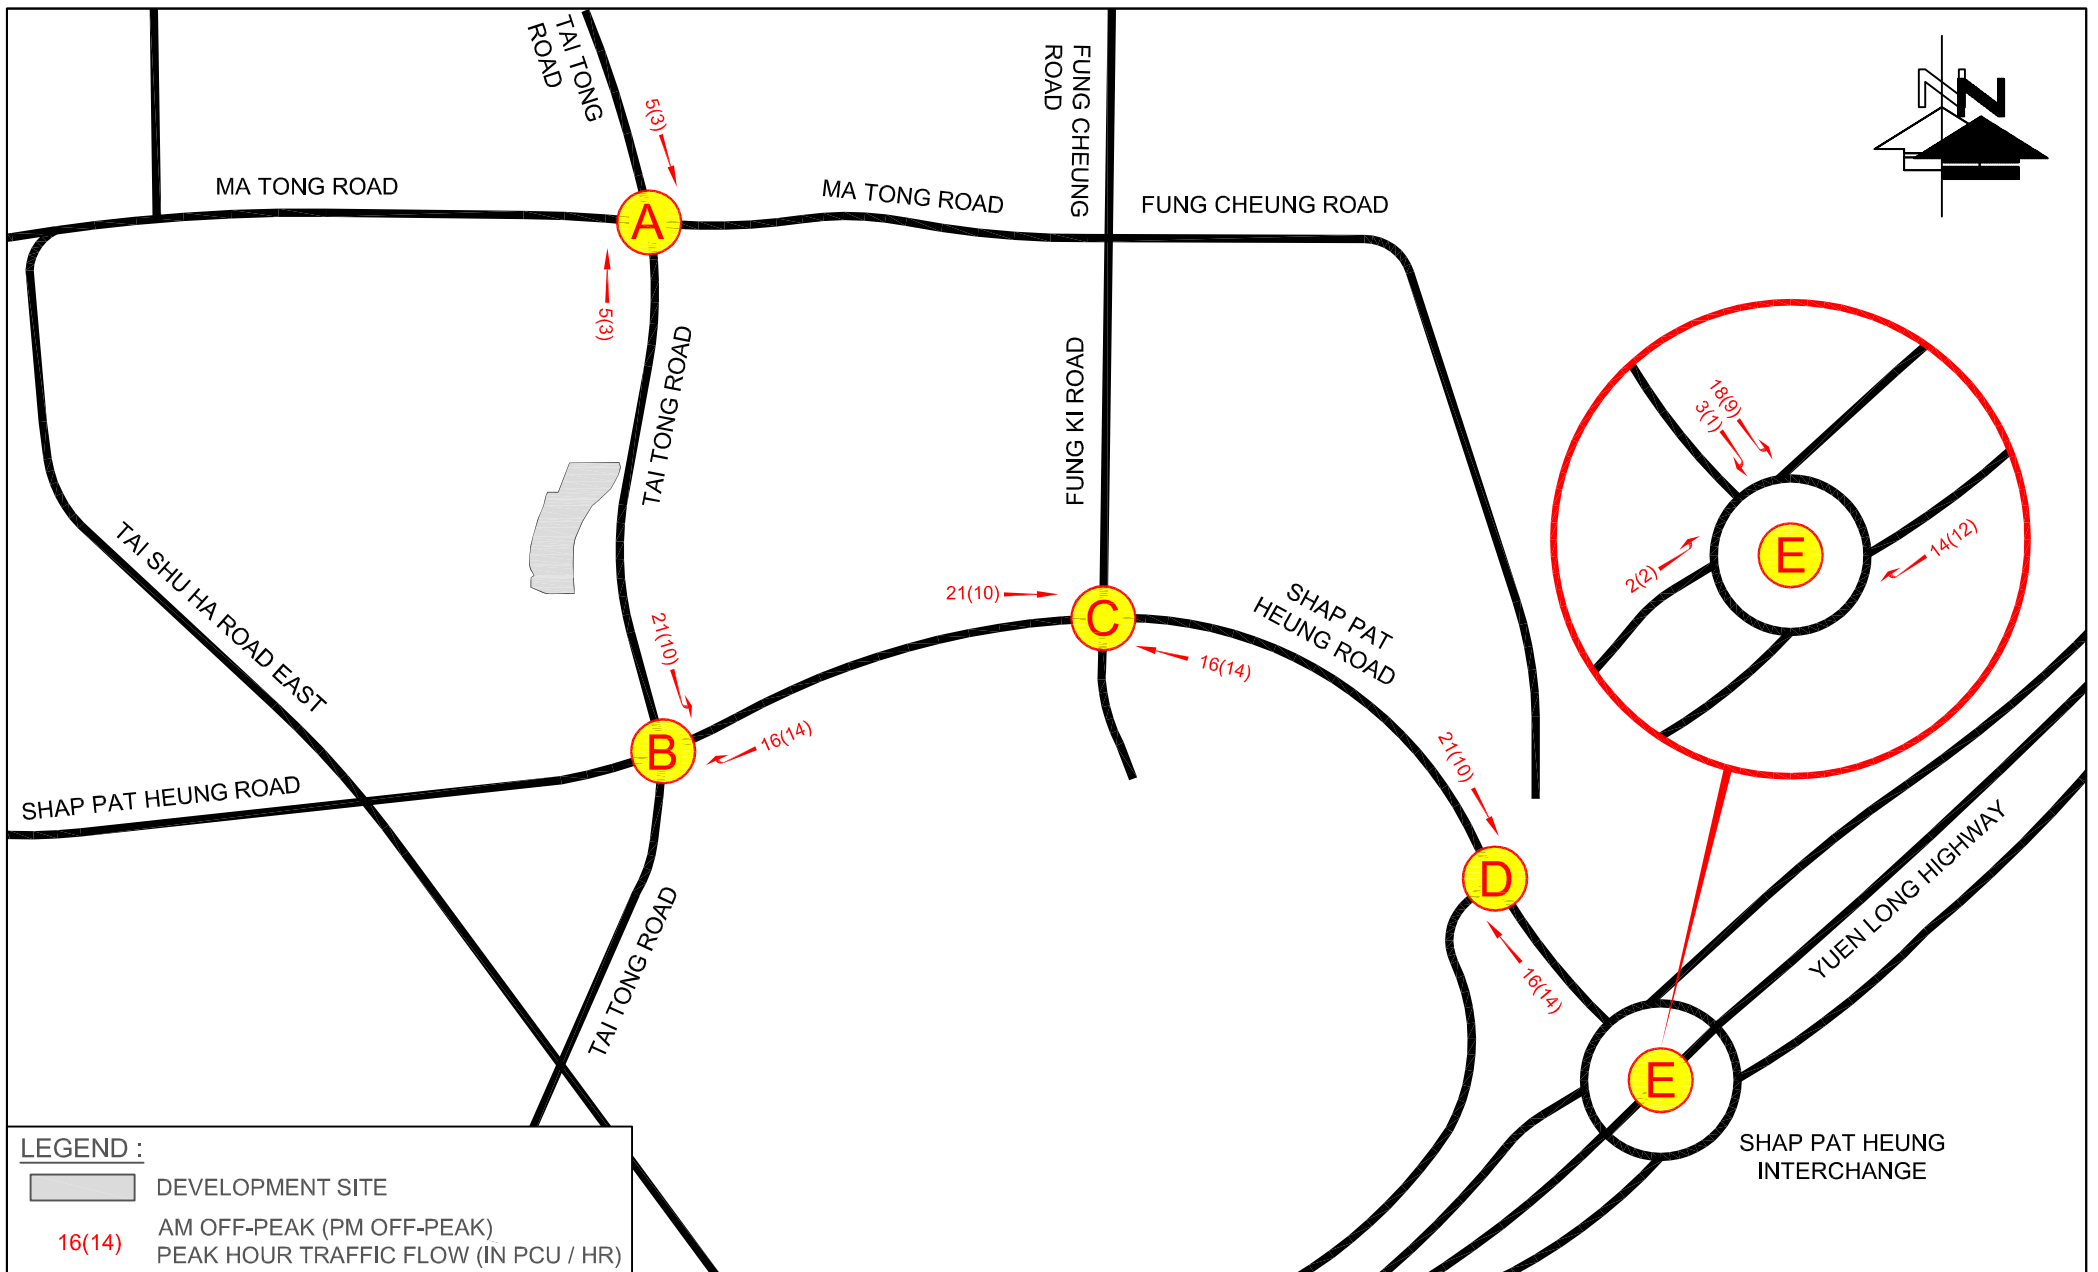 TAI TONG
ROAD
5(3)
FUNG CHEUNG
ROAD
N
MA TONG ROAD
A
MA TONG ROAD
FUNG CHEUNG ROAD
5(3)
TAI TONG ROAD
FUNG KI ROAD
18(9)
3(1)
E
2(2)
14(12)
TAI SHU HA ROAD EAST
21(10)
21(10)
C
SHAP PAT
HEUNG ROAD
16(14)
B
16(14)
SHAP PAT HEUNG ROAD
21(10)
D
16(14)
YUEN LONG HIGHWAY
TAI TONG ROAD
E
SHAP PAT HEUNG
INTERCHANGE
LEGEND :
DEVELOPMENT SITE
16(14)
AM OFF-PEAK (PM OFF-PEAK)
PEAK HOUR TRAFFIC FLOW (IN PCU / HR)